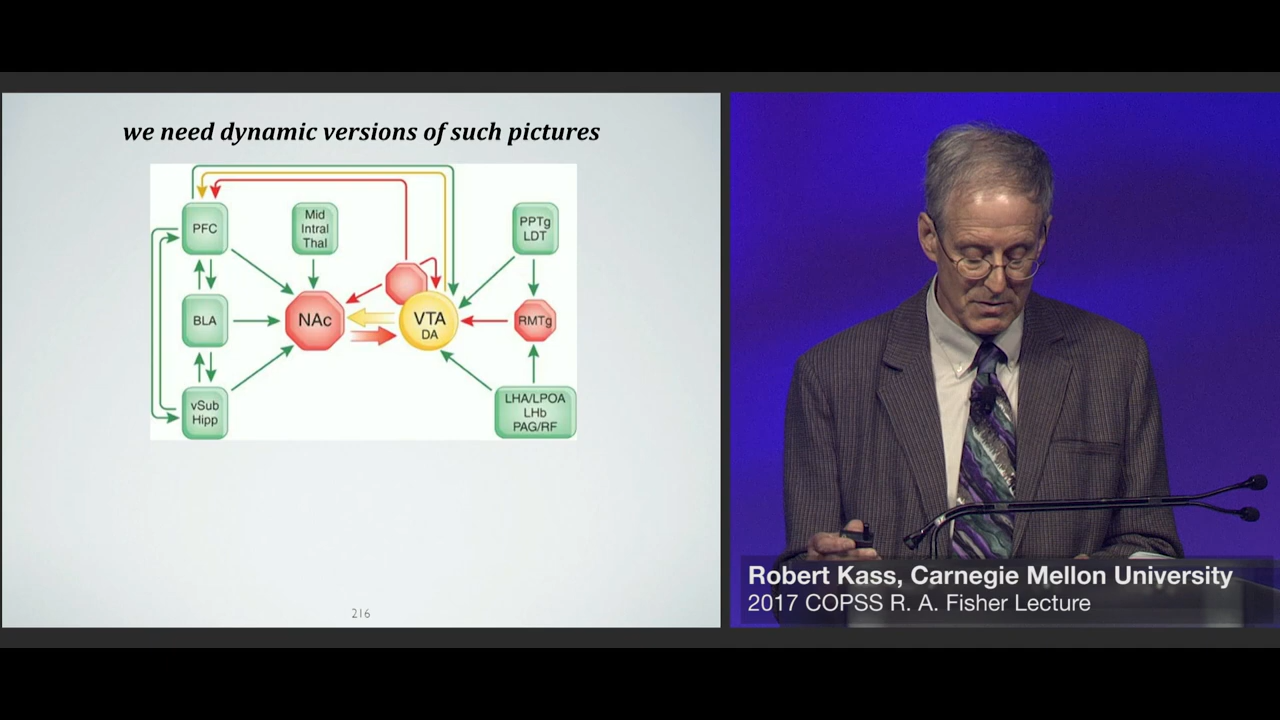 we need dynamic versions of such pictures
PFC
Mid
Intral
Thal
PPTg
LDT
BLA
NAc
VTA
DA
RMTg
vSub
Hipp
LHA/LPOA
LHb
PAG/RF
216
Robert Kass, Carnegie Mellon University
2017 COPSS R. A. Fisher Lecture